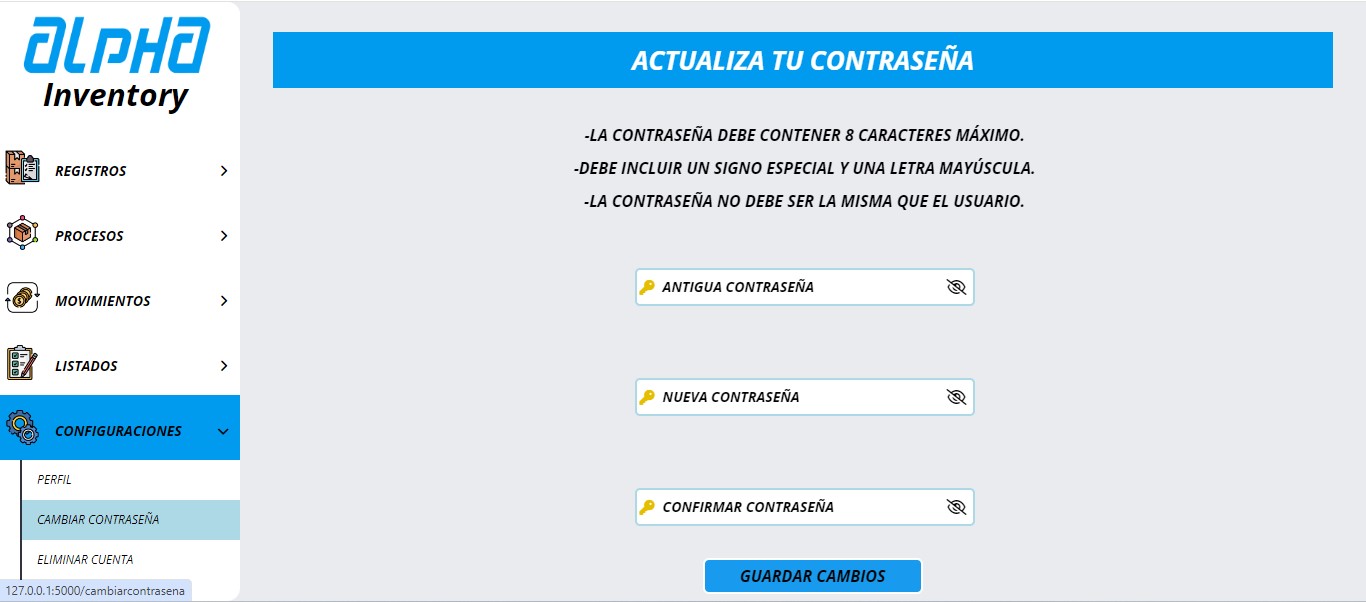 ALPHA
Inventory
REGISTROS
PROCESOS
MOVIMIENTOS
LISTADOS
CONFIGURACIONES
PERFIL
CAMBIAR CONTRASEÑA
ELIMINAR CUENTA
127.0.0.1:5000/cambiarcontrasena
ACTUALIZA TU CONTRASEÑA
-LA CONTRASEÑA DEBE CONTENER 8 CARACTERES MÁXIMO.
-DEBE INCLUIR UN SIGNO ESPECIAL Y UNA LETRA MAYÚSCULA.
-LA CONTRASEÑA NO DEBE SER LA MISMA QUE EL USUARIO.
ANTIGUA CONTRASEÑA
NUEVA CONTRASEÑA
CONFIRMAR CONTRASEÑA
GUARDAR CAMBIOS